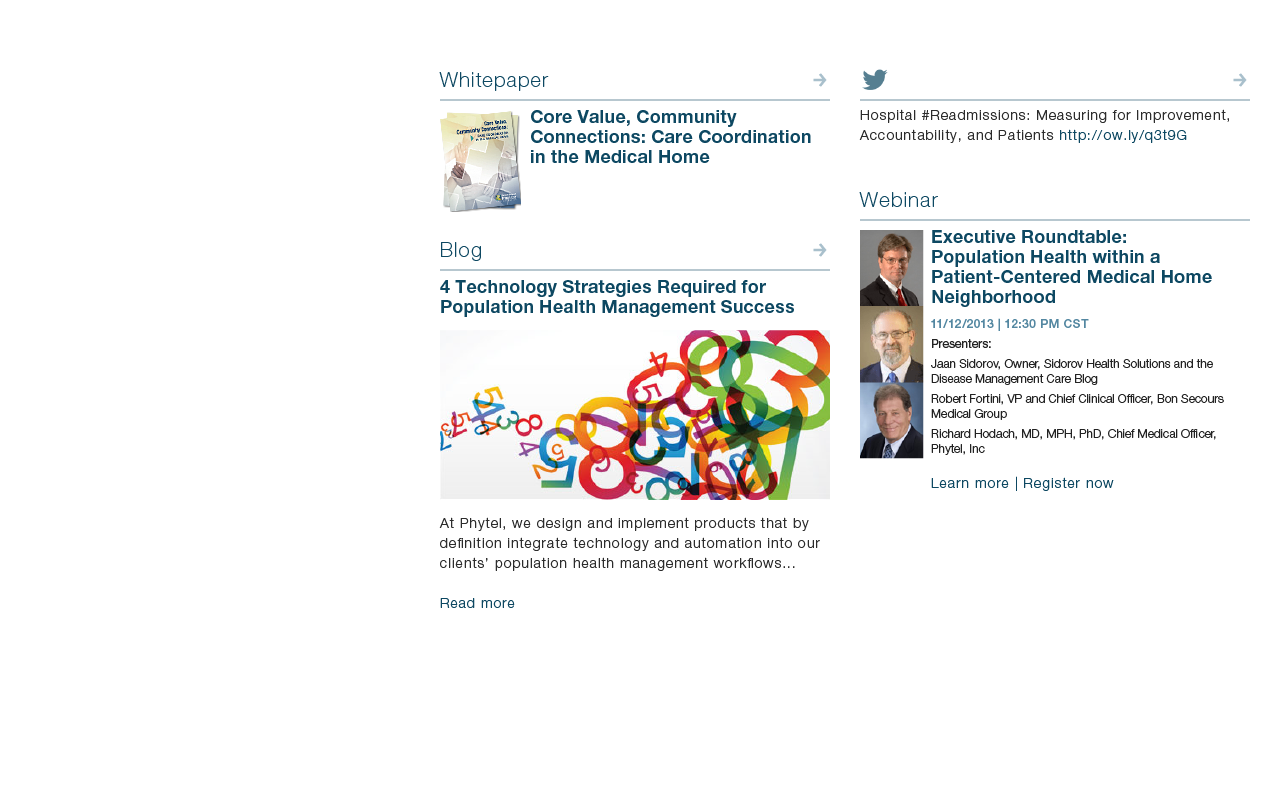 Whitepaper
Core Value, Community
Connections: Care Coordination
in the Medical Home
Core Value,
Community Connections:
Blog
4 Technology Strategies Required for
Population Health Management Success
At Phytel, we design and implement products that by
definition integrate technology and automation into our
clients’ population health management workflows...
Read more
Hospital #Readmissions: Measuring for Improvement,
Accountability, and Patients http://ow.ly/q3t9G
Webinar
Executive Roundtable:
Population Health within a
Patient-Centered Medical Home
Neighborhood
11/12/2013 | 12:30 PM CST
Presenters:
Jaan Sidorov, Owner, Sidorov Health Solutions and the
Disease Management Care Blog
Robert Fortini, VP and Chief Clinical Officer, Bon Secours
Medical Group
Richard Hodach, MD, MPH, PhD, Chief Medical Officer,
Phytel, Inc
Learn more | Register now